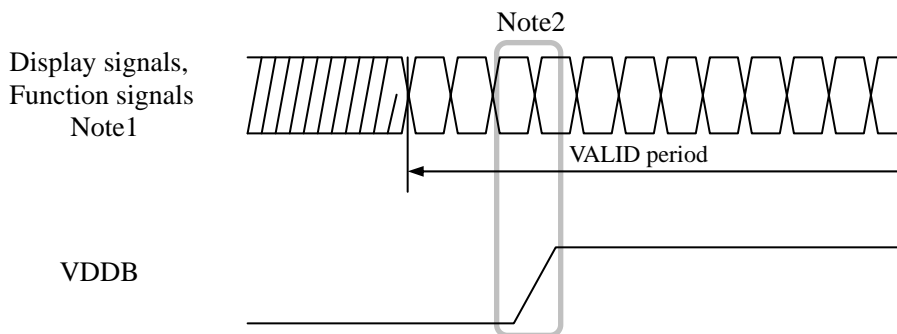 Note2
Display signals,
Function signals
Note1
VALID period
VDDB